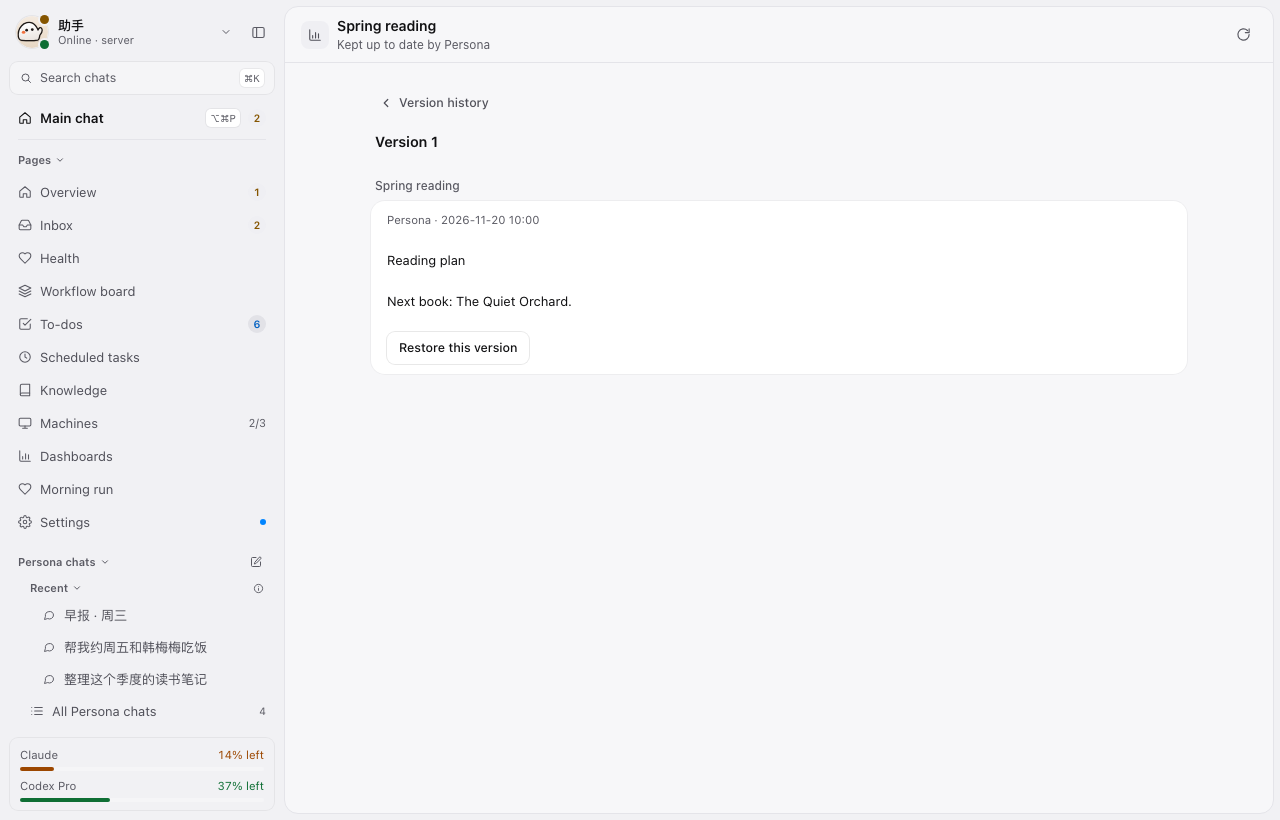 助手
Online · server
Search chats
⌘K
Main chat
⌥⌘P
2
Pages
Overview
1
Inbox
2
Health
Workflow board
To-dos
6
Scheduled tasks
Knowledge
Machines
2/3
Dashboards
Morning run
Settings
Persona chats
Recent
早报 · 周三
帮我约周五和韩梅梅吃饭
整理这个季度的读书笔记
All Persona chats
4
Claude
14% left
Codex Pro
37% left
Spring reading
Kept up to date by Persona
Version history
Version 1
Spring reading
Persona · 2026-11-20 10:00
Reading plan
Next book: The Quiet Orchard.
Restore this version